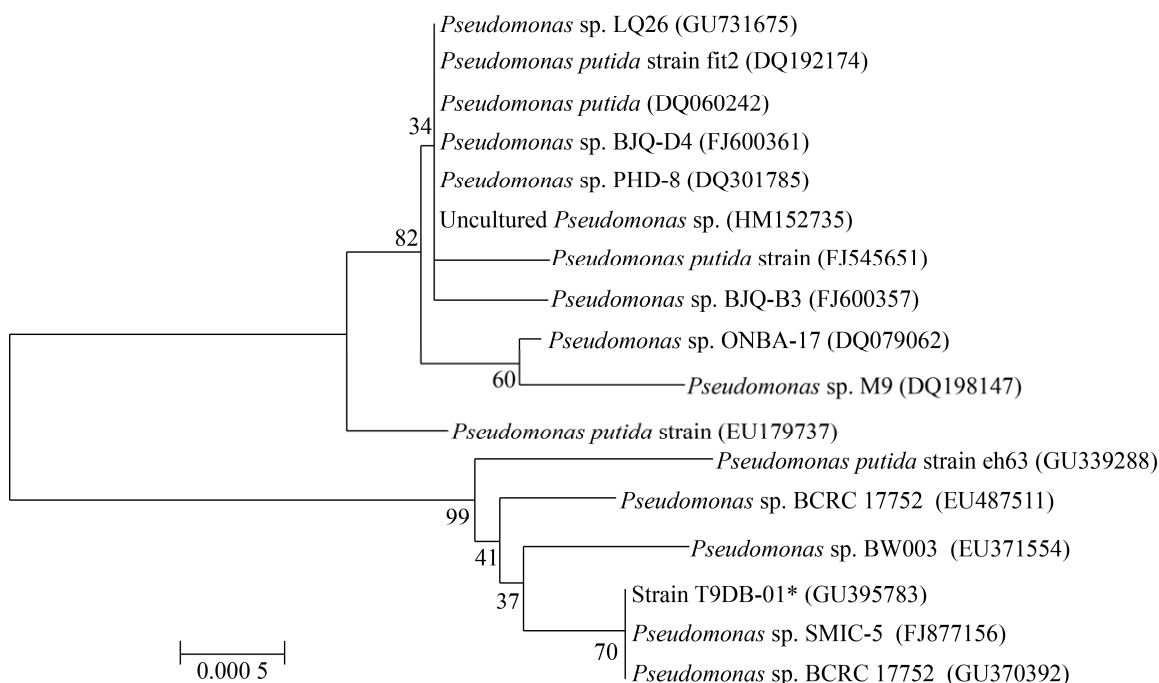 Pseudomonas sp. LQ26 (GU731675)
Pseudomonas putida strain fit2 (DQ192174)
Pseudomonas putida (DQ060242)
34
Pseudomonas sp. BJQ-D4 (FJ600361)
Pseudomonas sp. PHD-8 (DQ301785)
Uncultured Pseudomonas sp. (HM152735)
82
Pseudomonas putida strain (FJ545651)
Pseudomonas sp. BJQ-B3 (FJ600357)
Pseudomonas sp. ONBA-17 (DQ079062)
60
Pseudomonas sp. M9 (DQ198147)
Pseudomonas putida strain (EU179737)
Pseudomonas putida strain eh63 (GU339288)
Pseudomonas sp. BCRC 17752 (EU487511)
99
Pseudomonas sp. BW003 (EU371554)
41
Strain T9DB-01* (GU395783)
37
Pseudomonas sp. SMIC-5 (FJ877156)
70
Pseudomonas sp. BCRC 17752 (GU370392)
0.000 5